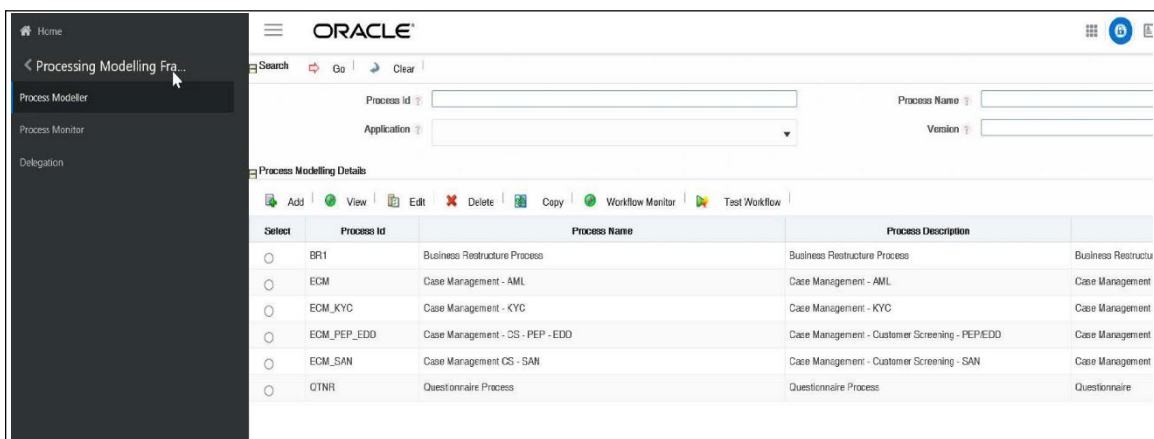 Home
ORACLE
Processing Modelling Fra...
Search Go Clear
Process Modeller
Process Id ? Process Name ?
Process Monitor
Application ? Version ?
Delegation
Process Modelling Details
Add View Edit Delete Copy Workflow Monitor Test Workflow
Select Process Id Process Name Process Description
BR1 Business Restructure Process Business Restructure Process Business Restructu
ECM Case Management - AML Case Management - AML Case Management
ECM_KYC Case Management - KYC Case Management - KYC Case Management
ECM_PEP_EDD Case Management - CS - PEP - EDD Case Management - Customer Screening - PEP/EDD Case Management
ECM_SAN Case Management CS - SAN Case Management - Customer Screening - SAN Case Management
QTNR Questionnaire Process Questionnaire Process Questionnaire